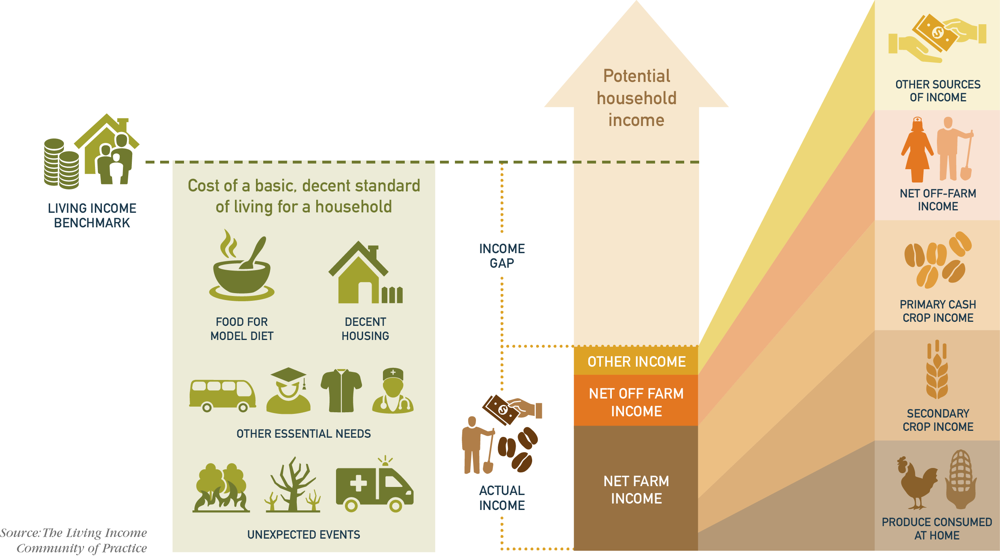 LIVING INCOME
BENCHMARK
Cost of a basic, decent standard
of living for a household
FOOD FOR
MODEL DIET
DECENT
HOUSING
OTHER ESSENTIAL NEEDS
UNEXPECTED EVENTS
INCOME
GAP
ACTUAL
INCOME
Potential
household
income
OTHER INCOME
NET OFF FARM
INCOME
NET FARM
INCOME
OTHER SOURCES
OF INCOME
NET OFF-FARM
INCOME
PRIMARY CASH
CROP INCOME
SECONDARY
CROP INCOME
PRODUCE CONSUMED
AT HOME
Source: The Living Income
Community of Practice